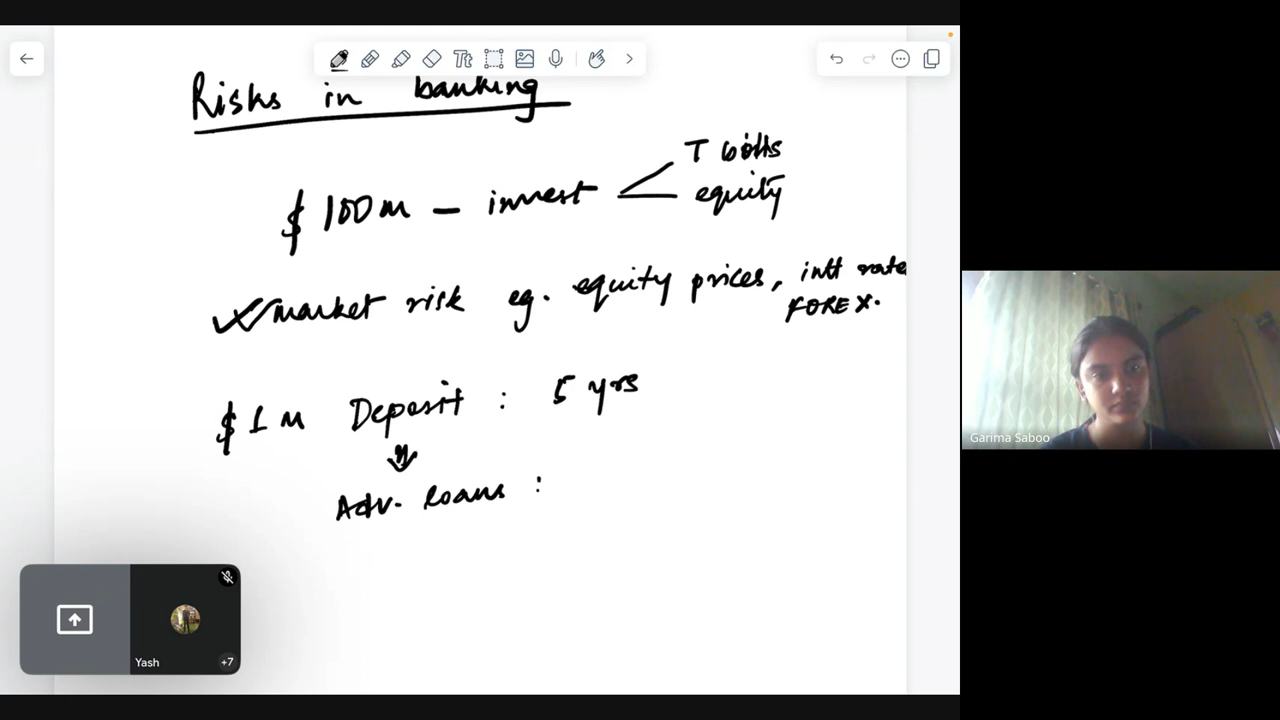 Tt
Risks in banking
T bills
$ 100m - invest
equity
market risk eg. equity prices, intt rate
FOREX.
$ 1 M Deposit : 5 yrs
Adv. loans :
Garima Saboo
Yash
+7